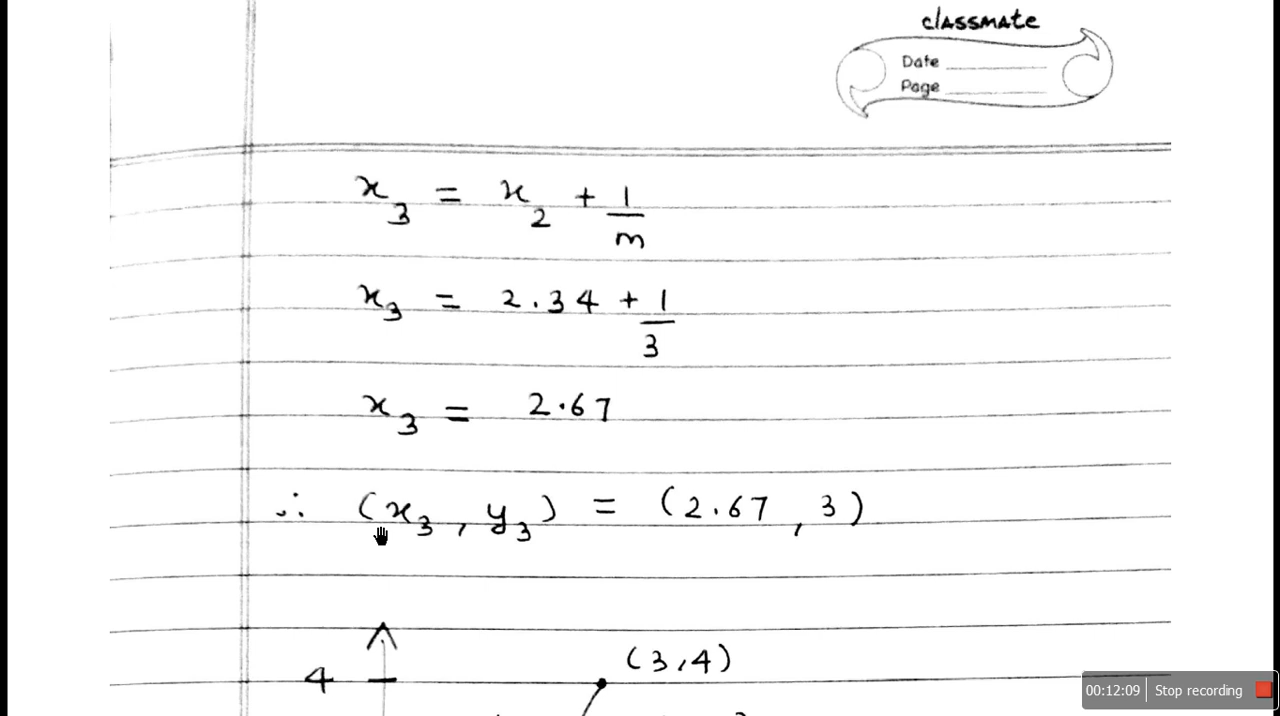 classmate
Date
Page
x₃ = x₂ + 1/m
x₃ = 2.34 + 1/3
x₃ = 2.67
∴ (x₃, y₃) = (2.67, 3)
(3,4)
4
00:12:09 Stop recording